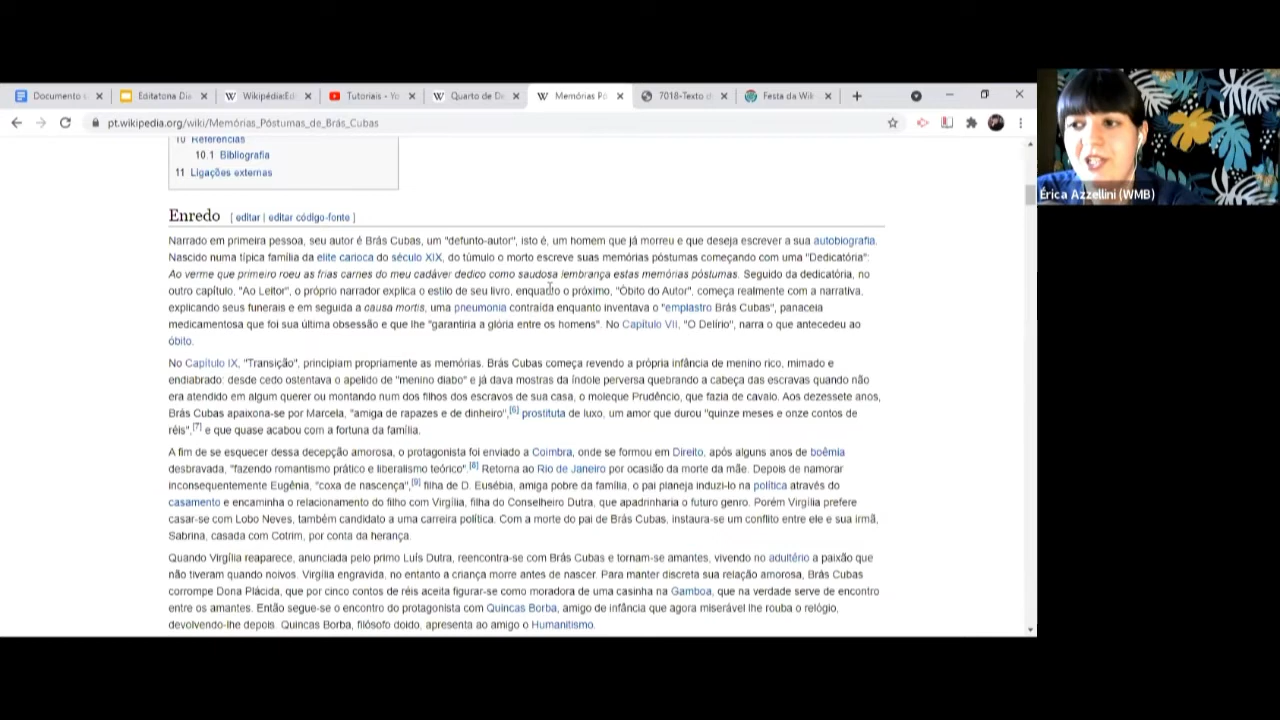 Documento
Editatona Dia
Wikipédia:Edi
Tutoriais - Yo
Quarto de De
Memórias Pó
7018-Texto d
Festa da Wik
pt.wikipedia.org/wiki/Memórias_Póstumas_de_Brás_Cubas
Érica Azzellini (WMB)
10 Referências
10.1 Bibliografia
11 Ligações externas
Enredo [ editar | editar código-fonte ]
Narrado em primeira pessoa, seu autor é Brás Cubas, um "defunto-autor", isto é, um homem que já morreu e que deseja escrever a sua autobiografia.
Nascido numa típica família da elite carioca do século XIX, do túmulo o morto escreve suas memórias póstumas começando com uma "Dedicatória":
Ao verme que primeiro roeu as frias carnes do meu cadáver dedico como saudosa lembrança estas memórias póstumas. Seguido da dedicatória, no
outro capítulo, "Ao Leitor", o próprio narrador explica o estilo de seu livro, enquanto o próximo, "Óbito do Autor", começa realmente com a narrativa,
explicando seus funerais e em seguida a causa mortis, uma pneumonia contraída enquanto inventava o "emplastro Brás Cubas", panaceia
medicamentosa que foi sua última obsessão e que lhe "garantiria a glória entre os homens". No Capítulo VII, "O Delírio", narra o que antecedeu ao
óbito.
No Capítulo IX, "Transição", principiam propriamente as memórias. Brás Cubas começa revendo a própria infância de menino rico, mimado e
endiabrado: desde cedo ostentava o apelido de "menino diabo" e já dava mostras da índole perversa quebrando a cabeça das escravas quando não
era atendido em algum querer ou montando num dos filhos dos escravos de sua casa, o moleque Prudêncio, que fazia de cavalo. Aos dezessete anos,
Brás Cubas apaixona-se por Marcela, "amiga de rapazes e de dinheiro",[6] prostituta de luxo, um amor que durou "quinze meses e onze contos de
réis",[7] e que quase acabou com a fortuna da família.
A fim de se esquecer dessa decepção amorosa, o protagonista foi enviado a Coimbra, onde se formou em Direito, após alguns anos de boêmia
desbravada, "fazendo romantismo prático e liberalismo teórico".[8] Retorna ao Rio de Janeiro por ocasião da morte da mãe. Depois de namorar
inconsequentemente Eugênia, "coxa de nascença",[9] filha de D. Eusébia, amiga pobre da família, o pai planeja induzi-lo na política através do
casamento e encaminha o relacionamento do filho com Virgília, filha do Conselheiro Dutra, que apadrinharia o futuro genro. Porém Virgília prefere
casar-se com Lobo Neves, também candidato a uma carreira política. Com a morte do pai de Brás Cubas, instaura-se um conflito entre ele e sua irmã,
Sabrina, casada com Cotrim, por conta da herança.
Quando Virgília reaparece, anunciada pelo primo Luís Dutra, reencontra-se com Brás Cubas e tornam-se amantes, vivendo no adultério a paixão que
não tiveram quando noivos. Virgília engravida, no entanto a criança morre antes de nascer. Para manter discreta sua relação amorosa, Brás Cubas
corrompe Dona Plácida, que por cinco contos de réis aceita figurar-se como moradora de uma casinha na Gamboa, que na verdade serve de encontro
entre os amantes. Então segue-se o encontro do protagonista com Quincas Borba, amigo de infância que agora miserável lhe rouba o relógio,
devolvendo-lhe depois. Quincas Borba, filósofo doido, apresenta ao amigo o Humanitismo.